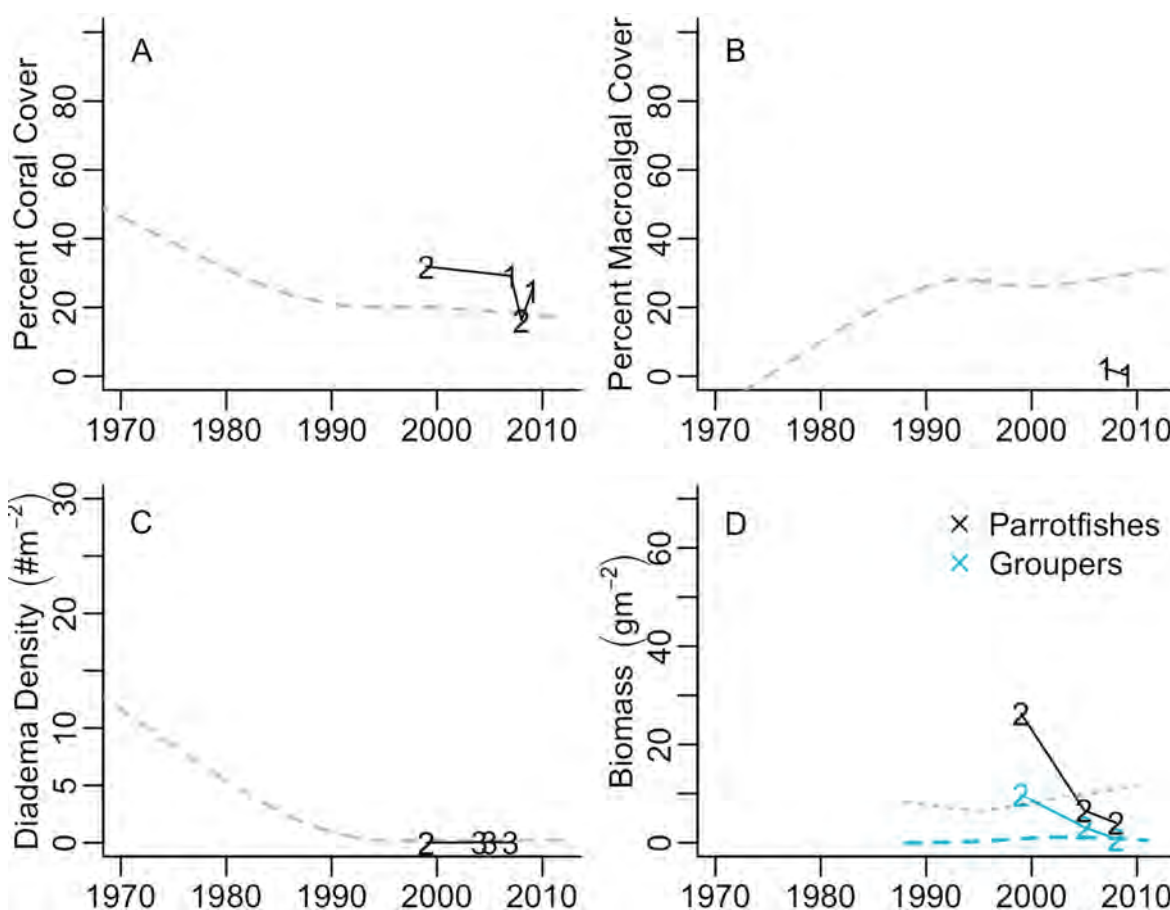 A
Percent Coral Cover
0 20 40 60 80
2 1 2 1
1970 1980 1990 2000 2010
B
Percent Macroalgal Cover
0 20 40 60 80
1 1
1970 1980 1990 2000 2010
C
Diadema Density (#m−2)
0 5 10 20 30
2 3 3 3
1970 1980 1990 2000 2010
D
× Parrotfishes
× Groupers
Biomass (gm−2)
0 20 40 60
2 2 2
2 2 2
1970 1980 1990 2000 2010